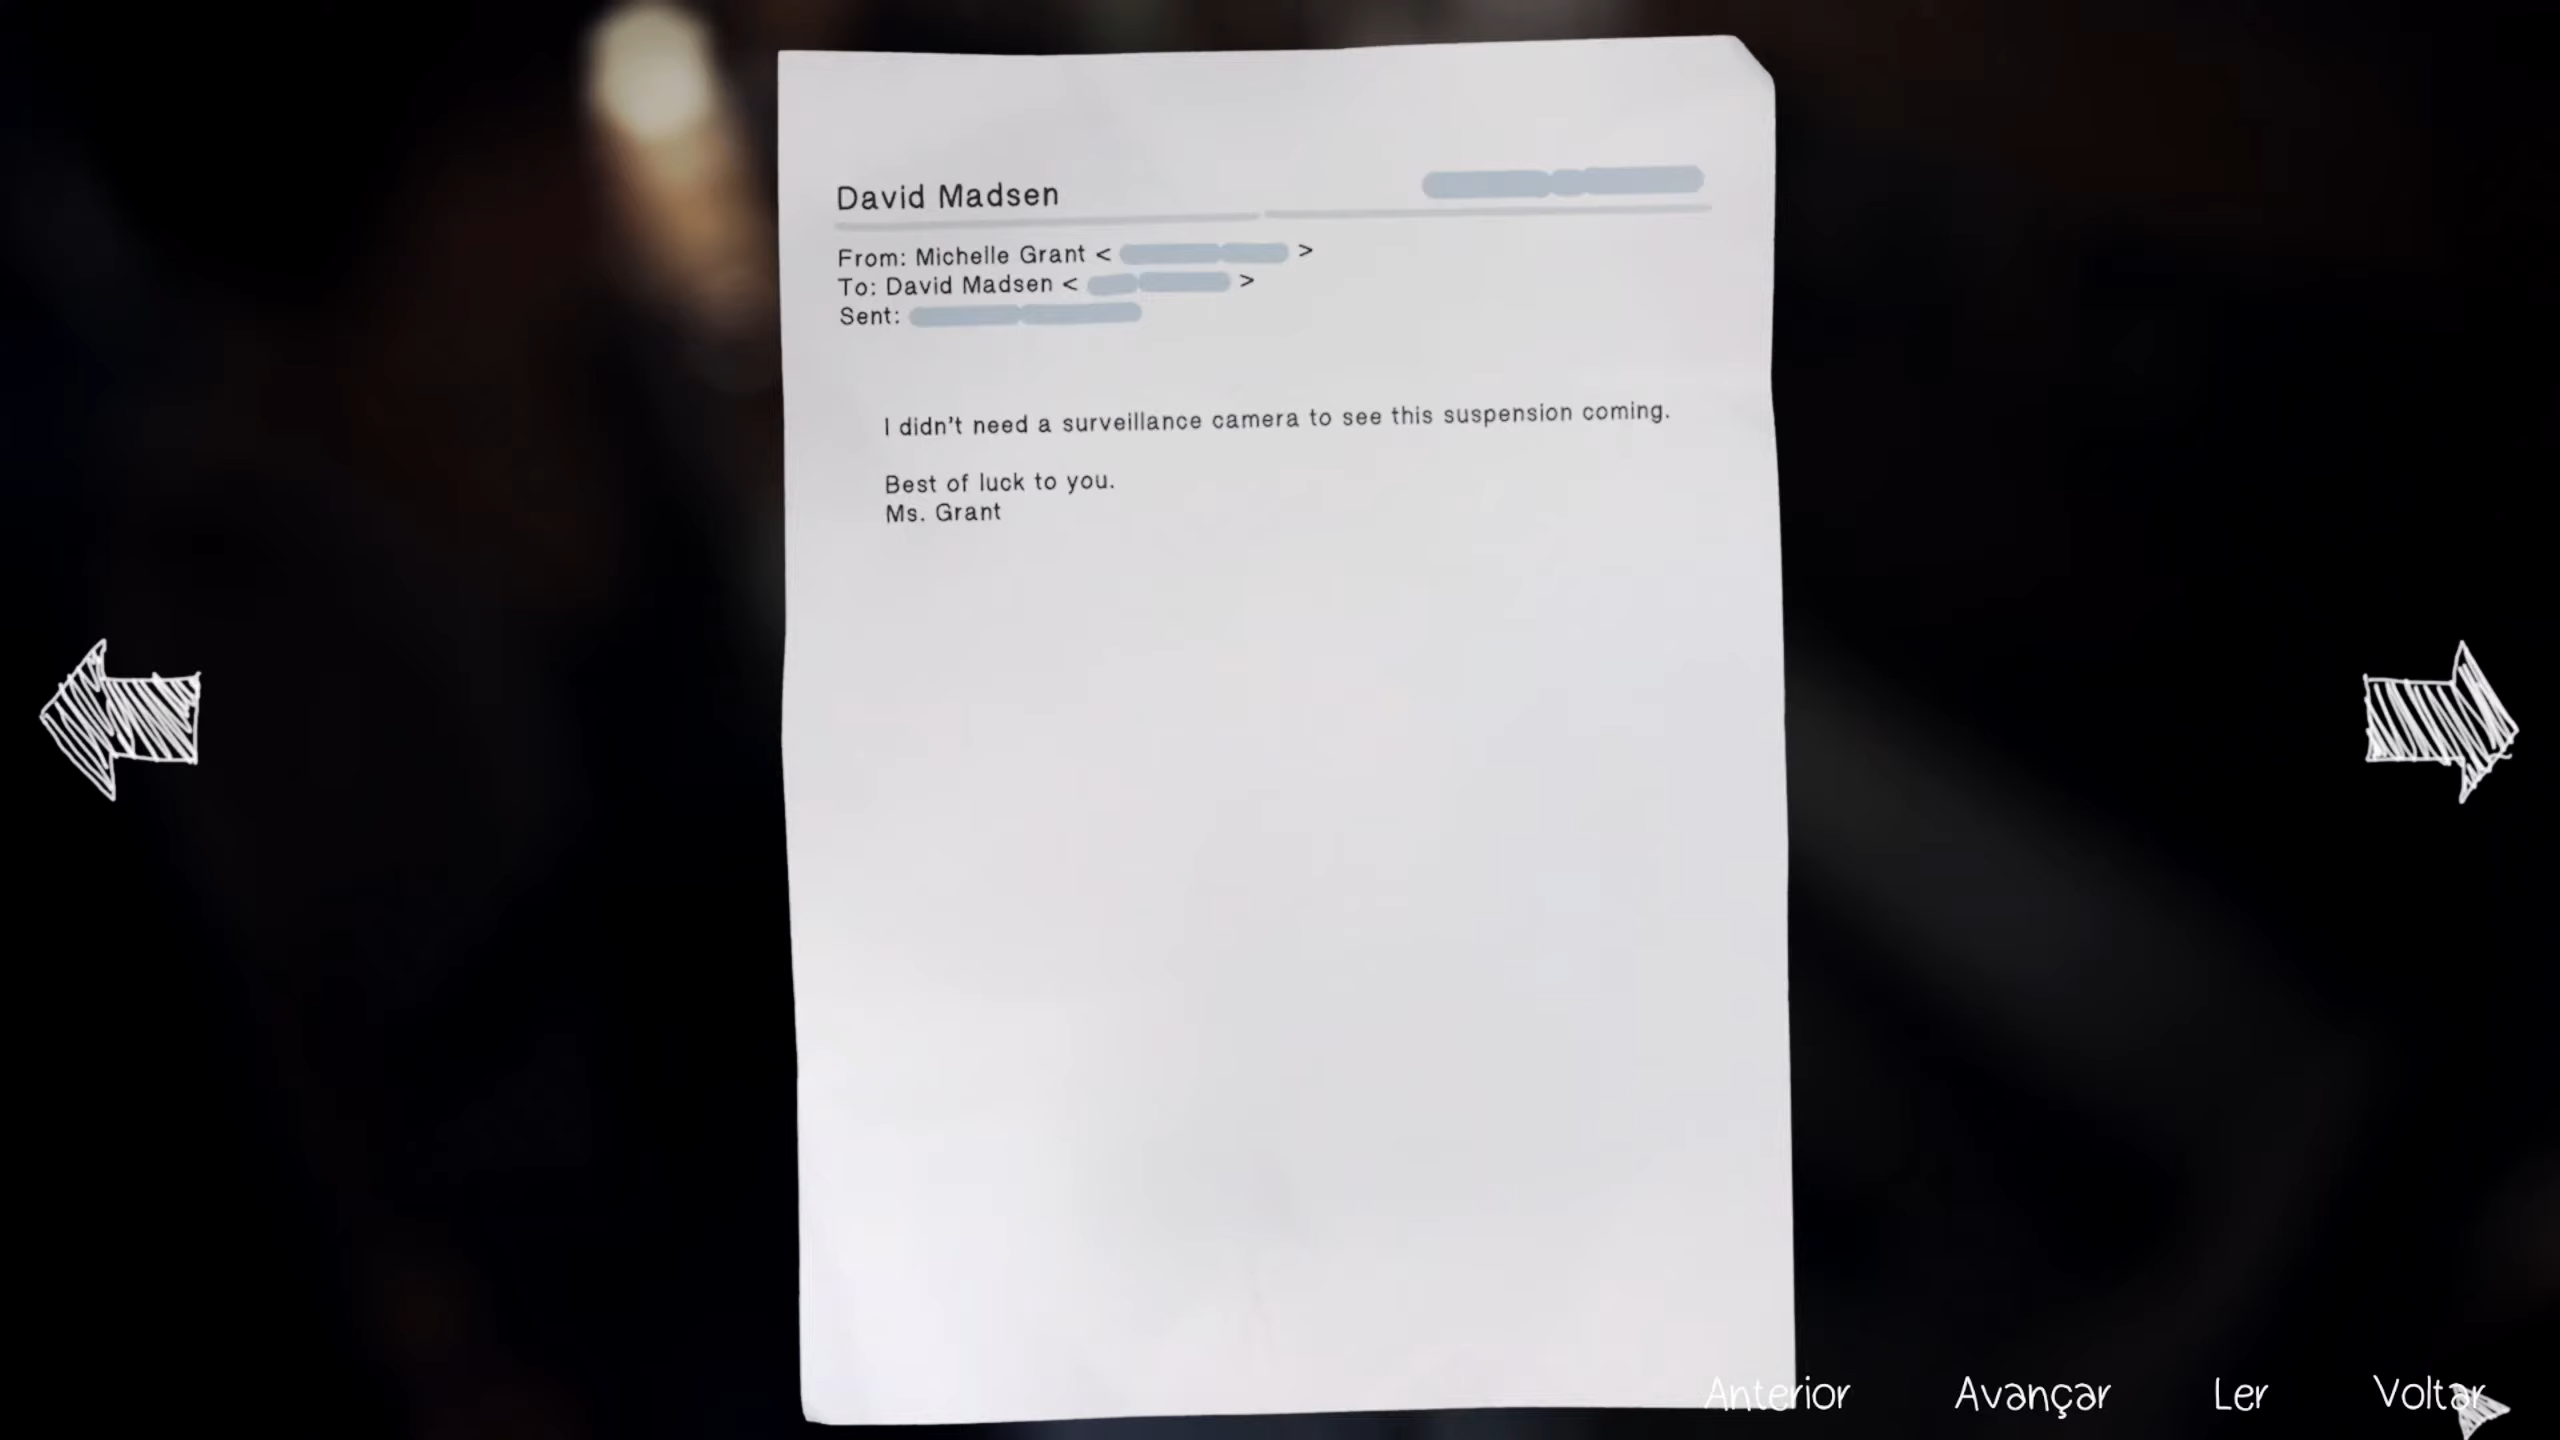 David Madsen
From: Michelle Grant < >
To: David Madsen < >
Sent:
I didn't need a surveillance camera to see this suspension coming.
Best of luck to you.
Ms. Grant
Anterior Avançar Ler Voltar